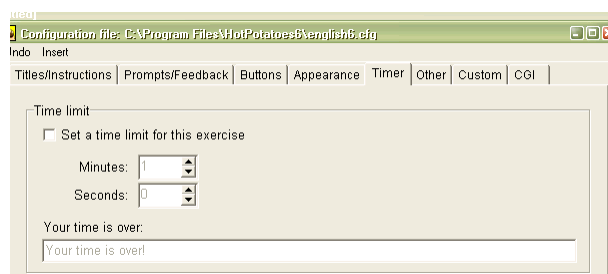 Configuration file: C:\Program Files\HotPotatoes6\english6.cfg
Undo Insert
Titles/Instructions Prompts/Feedback Buttons Appearance Timer Other Custom CGI
Time limit
Set a time limit for this exercise
Minutes: 1
Seconds: 0
Your time is over:
Your time is over!